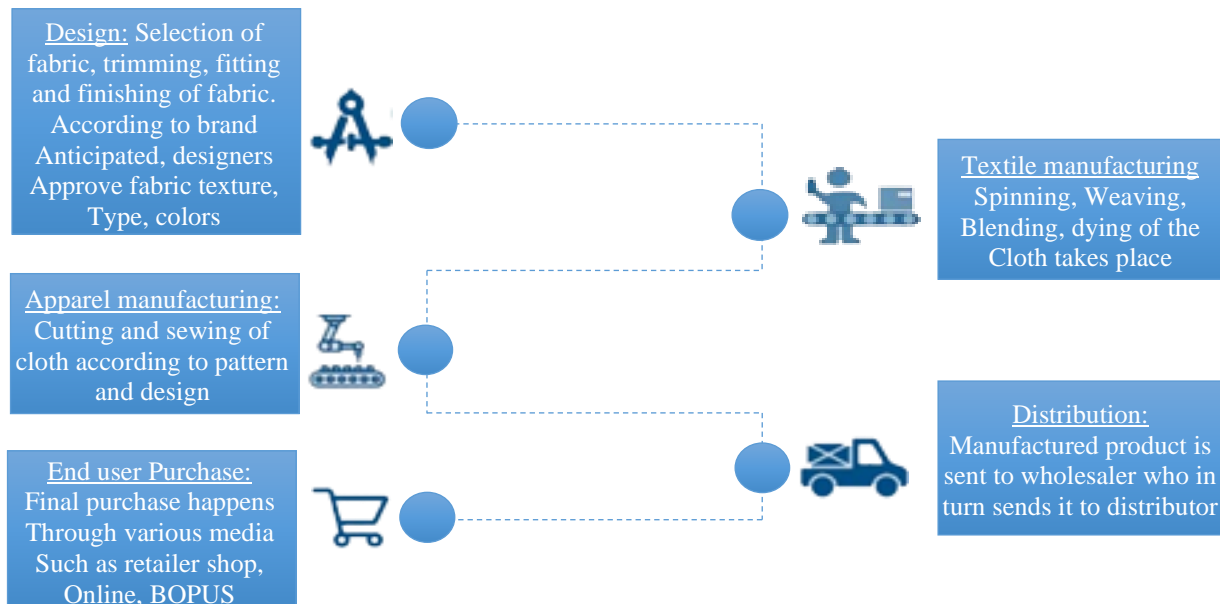 Design: Selection of
fabric, trimming, fitting
and finishing of fabric.
According to brand
Anticipated, designers
Approve fabric texture,
Type, colors
Textile manufacturing
Spinning, Weaving,
Blending, dying of the
Cloth takes place
Apparel manufacturing:
Cutting and sewing of
cloth according to pattern
and design
Distribution:
Manufactured product is
sent to wholesaler who in
turn sends it to distributor
End user Purchase:
Final purchase happens
Through various media
Such as retailer shop,
Online, BOPUS